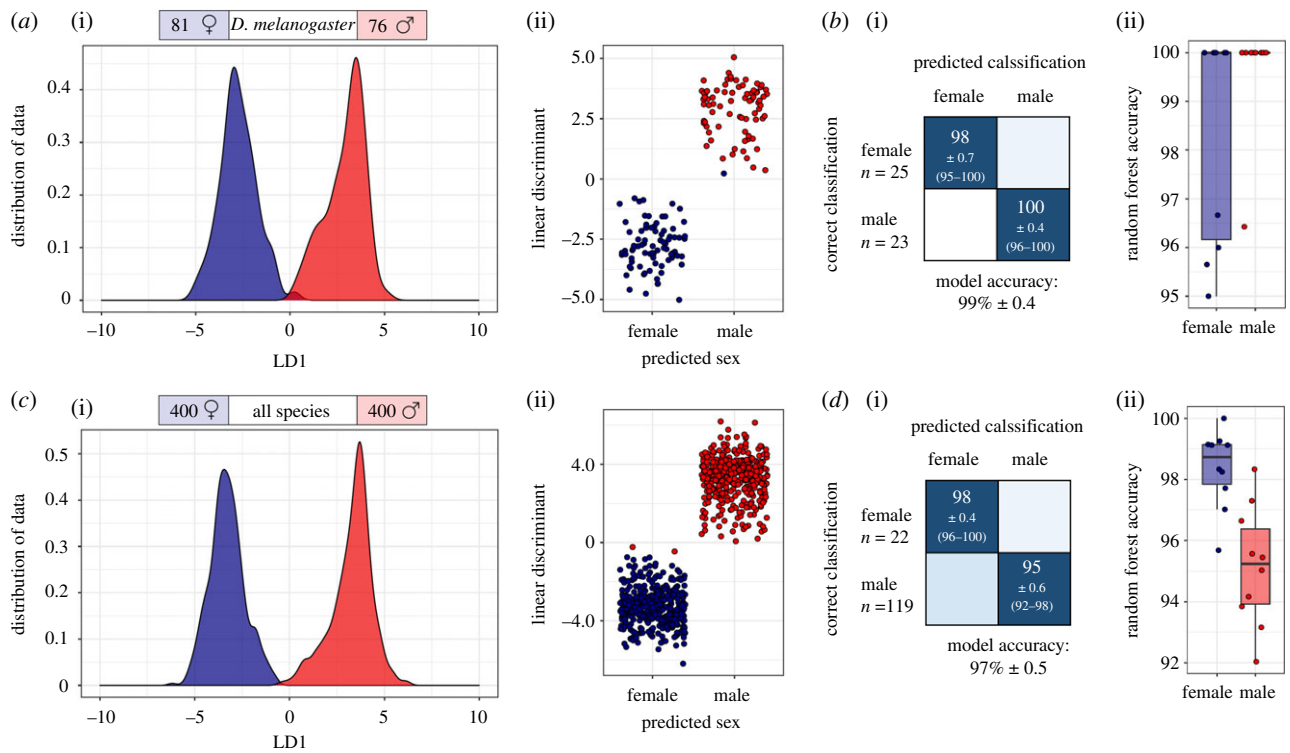 (a)
(i)
81 ♀ D. melanogaster 76 ♂
distribution of data
0.4
0.3
0.2
0.1
0
–10 –5 0 5 10
LD1
(ii)
linear discriminant
5.0
2.5
0
–2.5
–5.0
female male
predicted sex
(b)
(i)
predicted calssification
female male
correct classification
female
n = 25
male
n = 23
98
± 0.7
(95–100)
100
± 0.4
(96–100)
model accuracy:
99% ± 0.4
(ii)
random forest accuracy
100
99
98
97
96
95
female male
(c)
(i)
400 ♀ all species 400 ♂
distribution of data
0.5
0.4
0.3
0.2
0.1
0
–10 –5 0 5 10
LD1
(ii)
linear discriminant
4.0
0
–4.0
female male
predicted sex
(d)
(i)
predicted calssification
female male
correct classification
female
n = 22
male
n =119
98
± 0.4
(96–100)
95
± 0.6
(92–98)
model accuracy:
97% ± 0.5
(ii)
random forest accuracy
100
98
96
94
92
female male